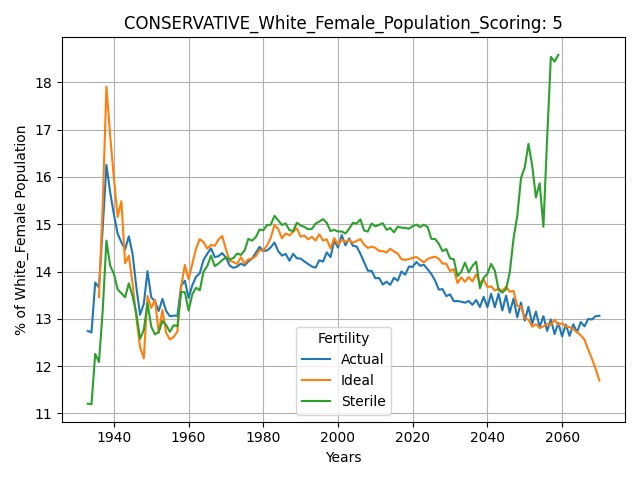 CONSERVATIVE_White_Female_Population_Scoring: 5
% of White_Female Population
18
17
16
15
14
13
12
11
Fertility
Actual
Ideal
Sterile
1940 1960 1980 2000 2020 2040 2060
Years